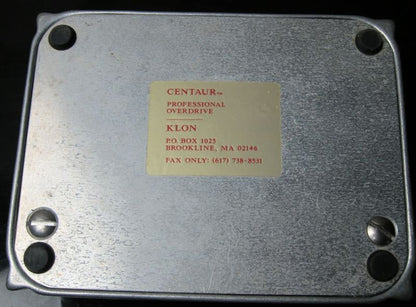 CENTAUR™
PROFESSIONAL
OVERDRIVE
KLON
P.O. BOX 1025
BROOKLINE, MA 02146
FAX ONLY: (617) 738-8531